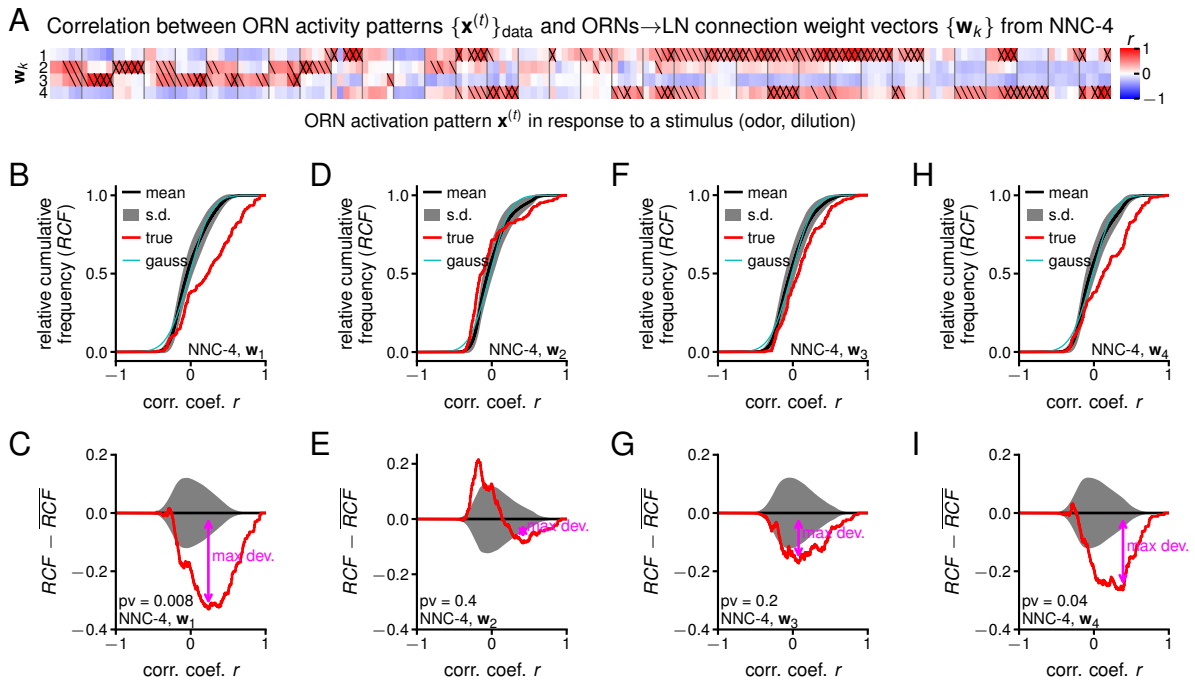 A
Correlation between ORN activity patterns {x^(t)}data and ORNs→LN connection weight vectors {w_k} from NNC-4
w_k
1
2
3
4
r
1
0
−1
ORN activation pattern x^(t) in response to a stimulus (odor, dilution)
B
relative cumulative
frequency (RCF)
1.0
0.5
0.0
mean
s.d.
true
gauss
NNC-4, w1
−1
0
1
corr. coef. r
D
relative cumulative
frequency (RCF)
1.0
0.5
0.0
mean
s.d.
true
gauss
NNC-4, w2
−1
0
1
corr. coef. r
F
relative cumulative
frequency (RCF)
1.0
0.5
0.0
mean
s.d.
true
gauss
NNC-4, w3
−1
0
1
corr. coef. r
H
relative cumulative
frequency (RCF)
1.0
0.5
0.0
mean
s.d.
true
gauss
NNC-4, w4
−1
0
1
corr. coef. r
C
RCF − R̅C̅F̅
0.2
0.0
−0.2
−0.4
max dev.
pv = 0.008
NNC-4, w1
−1
0
1
corr. coef. r
E
RCF − R̅C̅F̅
0.2
0.0
−0.2
−0.4
max dev.
pv = 0.4
NNC-4, w2
−1
0
1
corr. coef. r
G
RCF − R̅C̅F̅
0.2
0.0
−0.2
−0.4
max dev.
pv = 0.2
NNC-4, w3
−1
0
1
corr. coef. r
I
RCF − R̅C̅F̅
0.2
0.0
−0.2
−0.4
max dev.
pv = 0.04
NNC-4, w4
−1
0
1
corr. coef. r